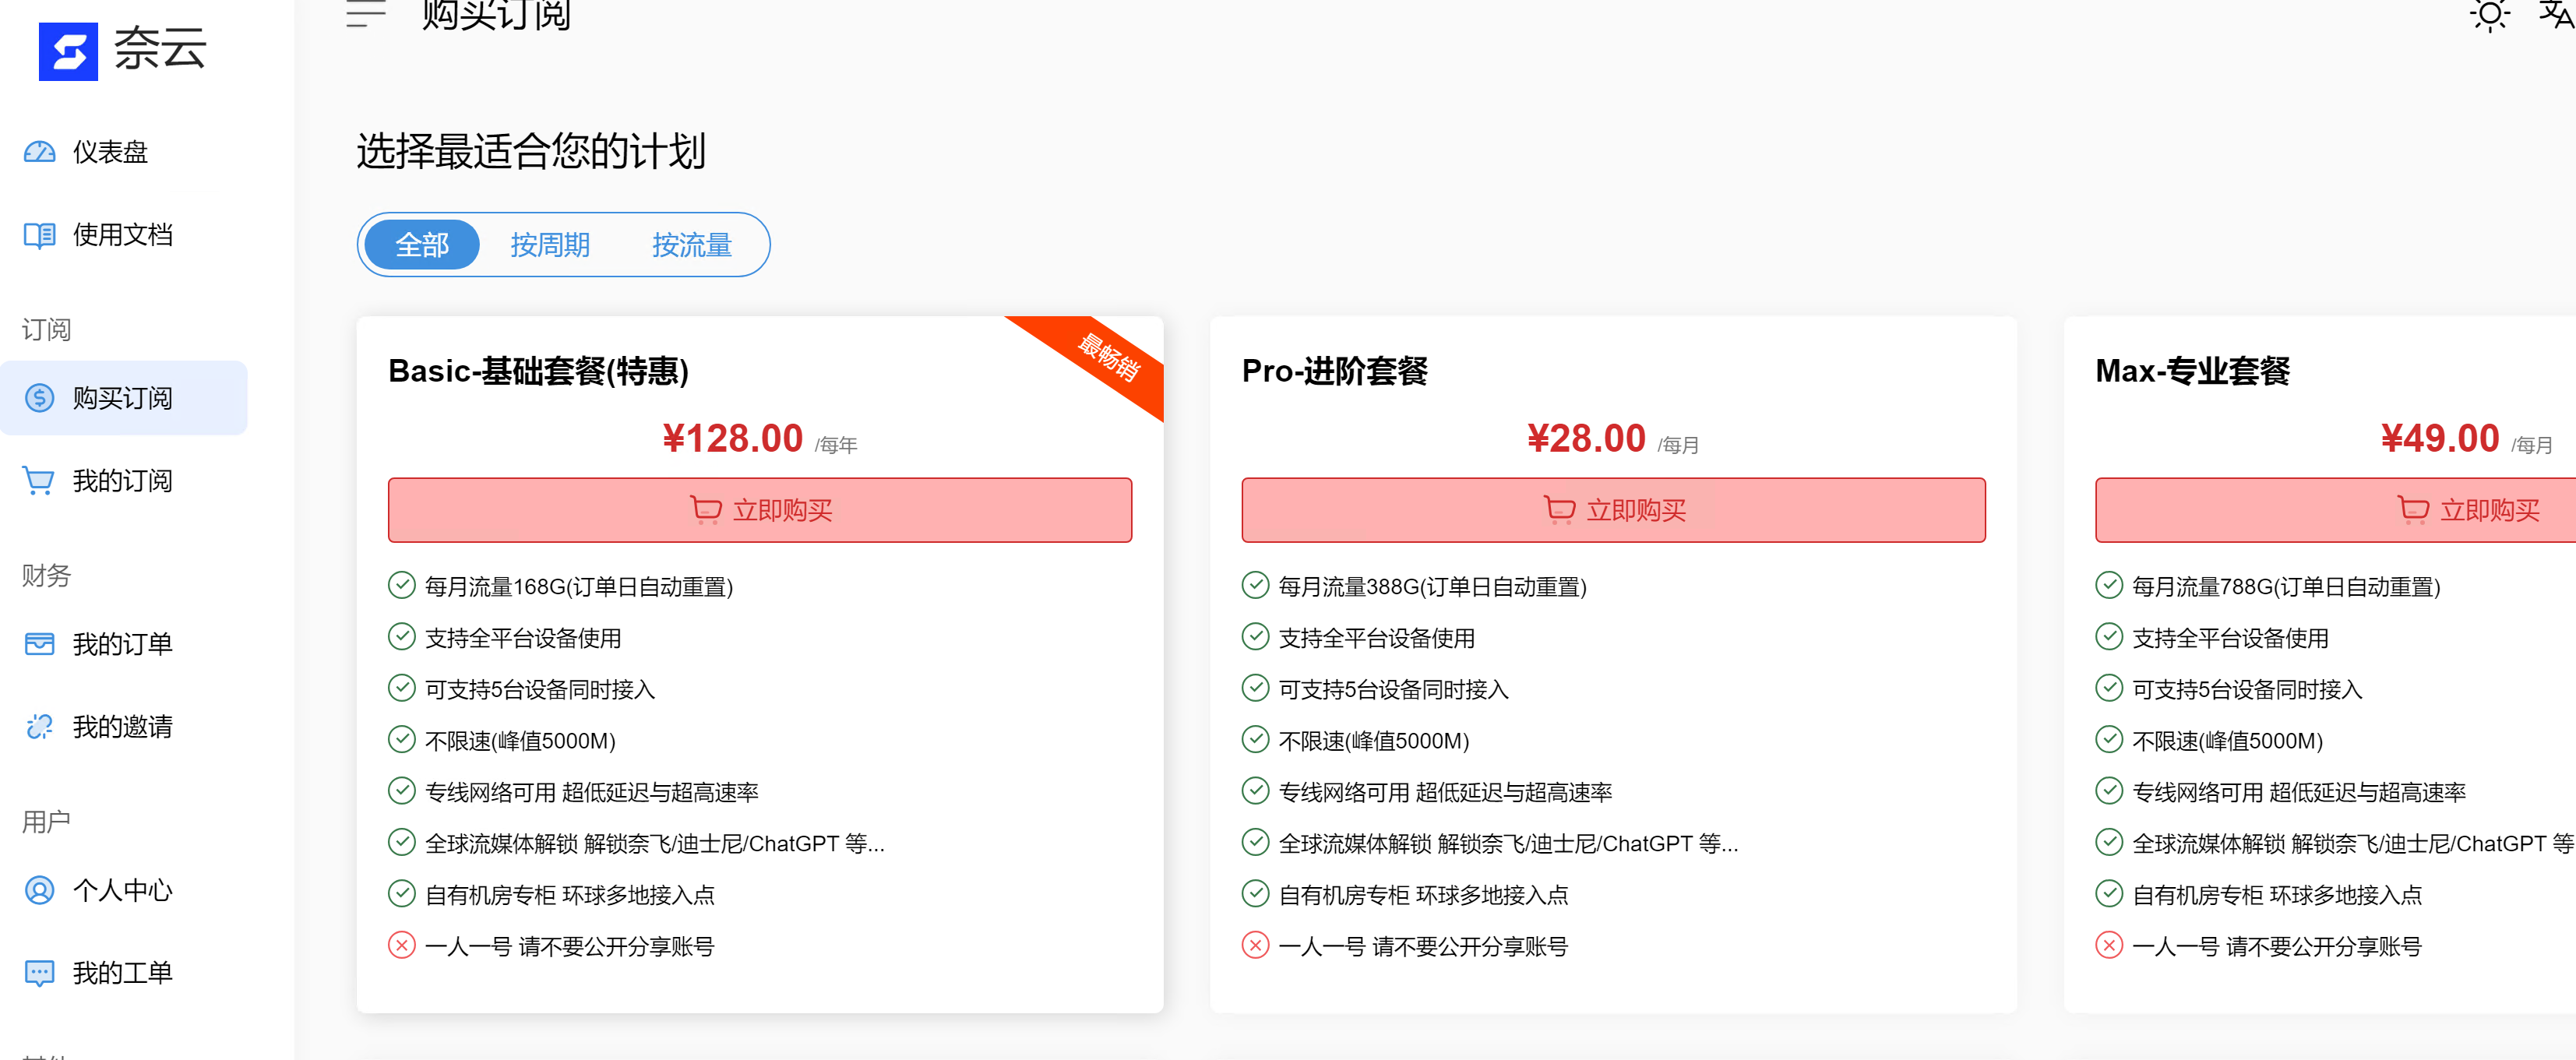 奈云
购买订阅
仪表盘
使用文档
订阅
购买订阅
我的订阅
财务
我的订单
我的邀请
用户
个人中心
我的工单
选择最适合您的计划
全部 按周期 按流量
最畅销
Basic-基础套餐(特惠)
¥128.00 /每年
立即购买
每月流量168G(订单日自动重置)
支持全平台设备使用
可支持5台设备同时接入
不限速(峰值5000M)
专线网络可用 超低延迟与超高速率
全球流媒体解锁 解锁奈飞/迪士尼/ChatGPT 等...
自有机房专柜 环球多地接入点
一人一号 请不要公开分享账号
Pro-进阶套餐
¥28.00 /每月
立即购买
每月流量388G(订单日自动重置)
支持全平台设备使用
可支持5台设备同时接入
不限速(峰值5000M)
专线网络可用 超低延迟与超高速率
全球流媒体解锁 解锁奈飞/迪士尼/ChatGPT 等...
自有机房专柜 环球多地接入点
一人一号 请不要公开分享账号
Max-专业套餐
¥49.00 /每月
立即购买
每月流量788G(订单日自动重置)
支持全平台设备使用
可支持5台设备同时接入
不限速(峰值5000M)
专线网络可用 超低延迟与超高速率
全球流媒体解锁 解锁奈飞/迪士尼/ChatGPT 等
自有机房专柜 环球多地接入点
一人一号 请不要公开分享账号